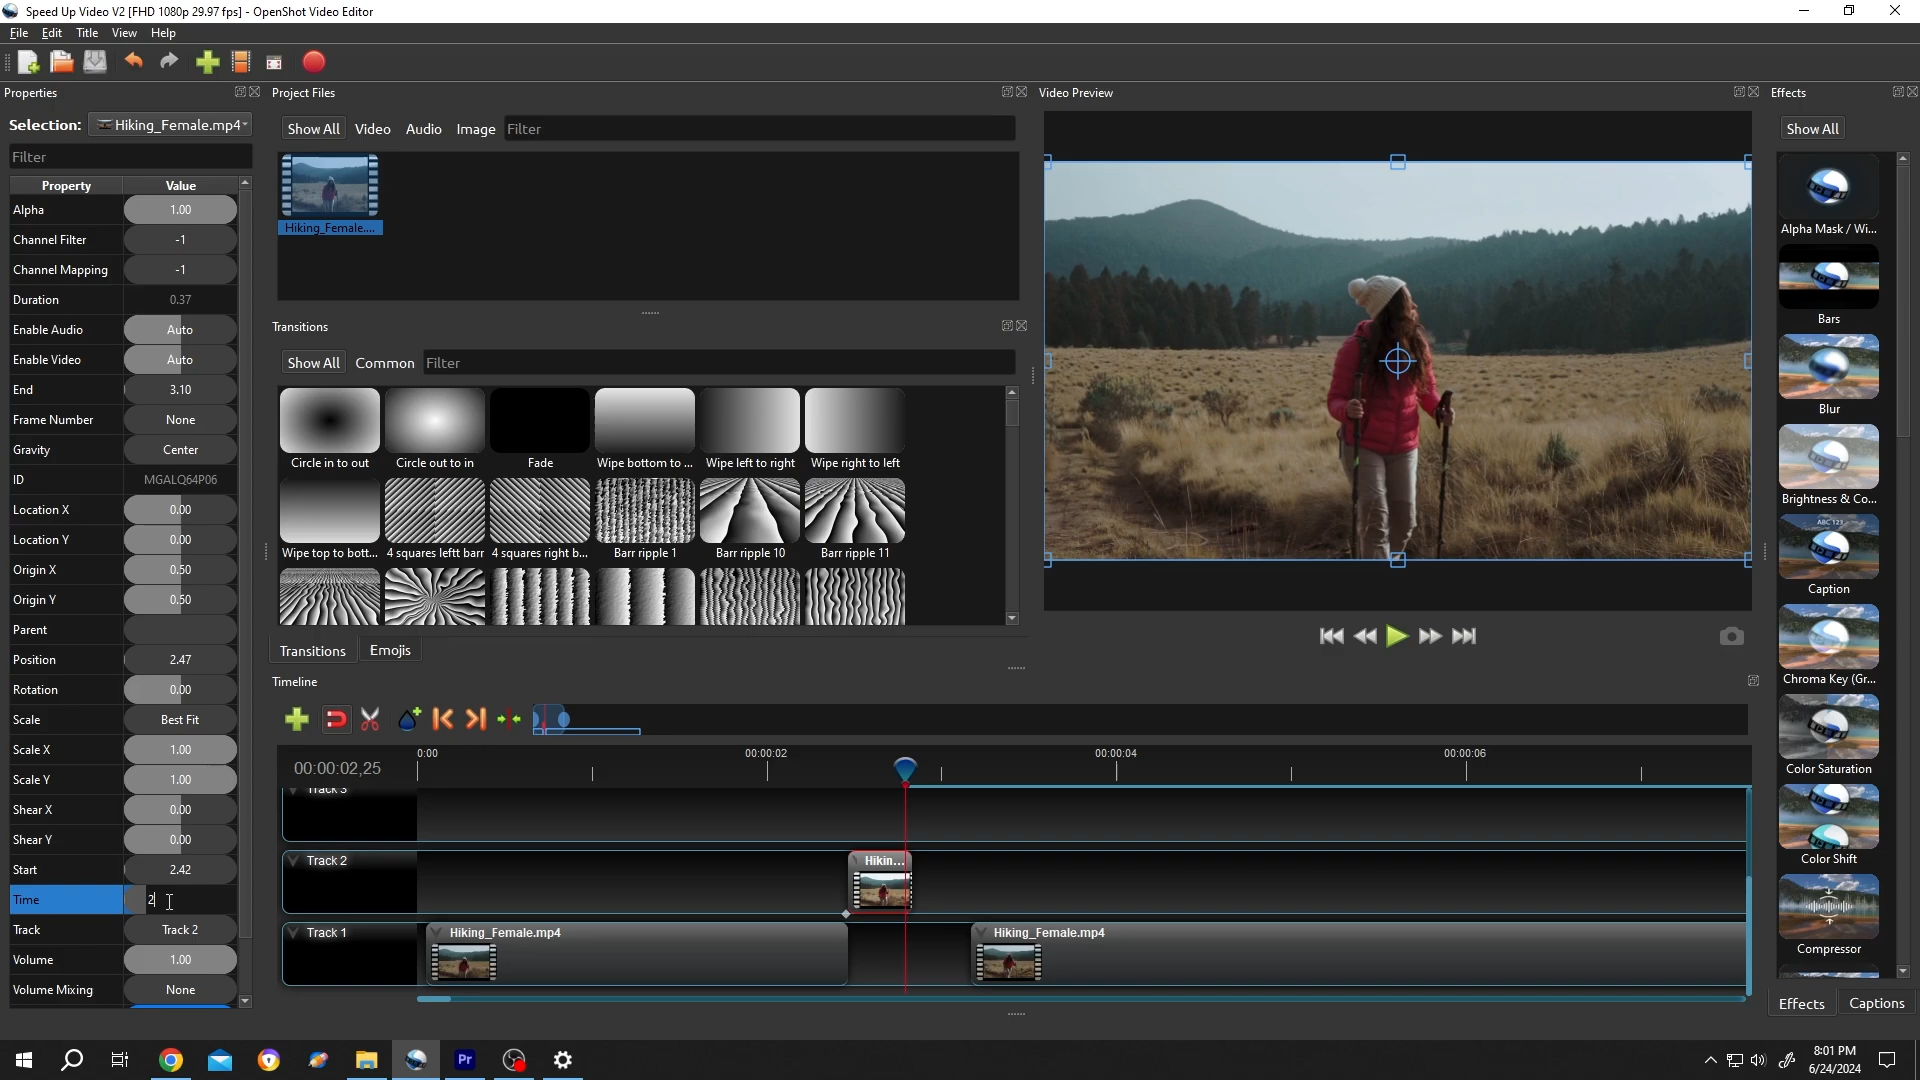 Speed Up Video V2 [FHD 1080p 29.97 fps] - OpenShot Video Editor
File Edit Title View Help
Properties
Selection: Hiking_Female.mp4
Filter
Property Value
Alpha 1.00
Channel Filter -1
Channel Mapping -1
Duration 0.37
Enable Audio Auto
Enable Video Auto
End 3.10
Frame Number None
Gravity Center
ID MGALQ64P06
Location X 0.00
Location Y 0.00
Origin X 0.50
Origin Y 0.50
Parent
Position 2.47
Rotation 0.00
Scale Best Fit
Scale X 1.00
Scale Y 1.00
Shear X 0.00
Shear Y 0.00
Start 2.42
Time 2
Track Track 2
Volume 1.00
Volume Mixing None
Project Files
Show All Video Audio Image Filter
Hiking_Female....
Transitions
Show All Common Filter
Circle in to out Circle out to in Fade Wipe bottom to ... Wipe left to right Wipe right to left
Wipe top to bott... 4 squares leftt barr 4 squares right b... Barr ripple 1 Barr ripple 10 Barr ripple 11
Transitions Emojis
Video Preview
Effects
Show All
Alpha Mask / Wi...
Bars
Blur
Brightness & Co...
ABC 123
Caption
Chroma Key (Gr...
Color Saturation
Color Shift
Compressor
Effects Captions
Timeline
00:00:02,25 0:00 00:00:02 00:00:04 00:00:06
Track 3
Track 2 Hikin...
Track 1 Hiking_Female.mp4 Hiking_Female.mp4
Pr
8:01 PM
6/24/2024